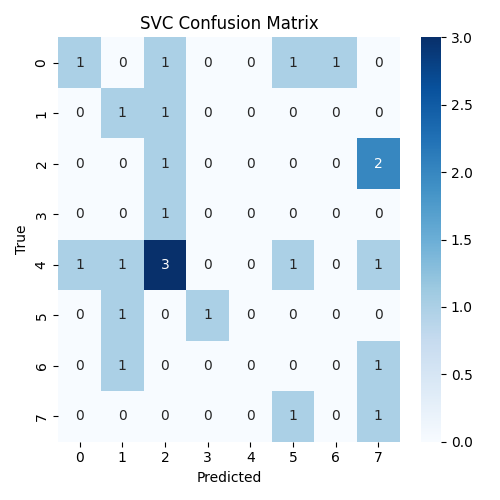 SVC Confusion Matrix
True
0 1 0 1 0 0 1 1 0
1 0 1 1 0 0 0 0 0
2 0 0 1 0 0 0 0 2
3 0 0 1 0 0 0 0 0
4 1 1 3 0 0 1 0 1
5 0 1 0 1 0 0 0 0
6 0 1 0 0 0 0 0 1
7 0 0 0 0 0 1 0 1
0 1 2 3 4 5 6 7
Predicted
3.0
2.5
2.0
1.5
1.0
0.5
0.0